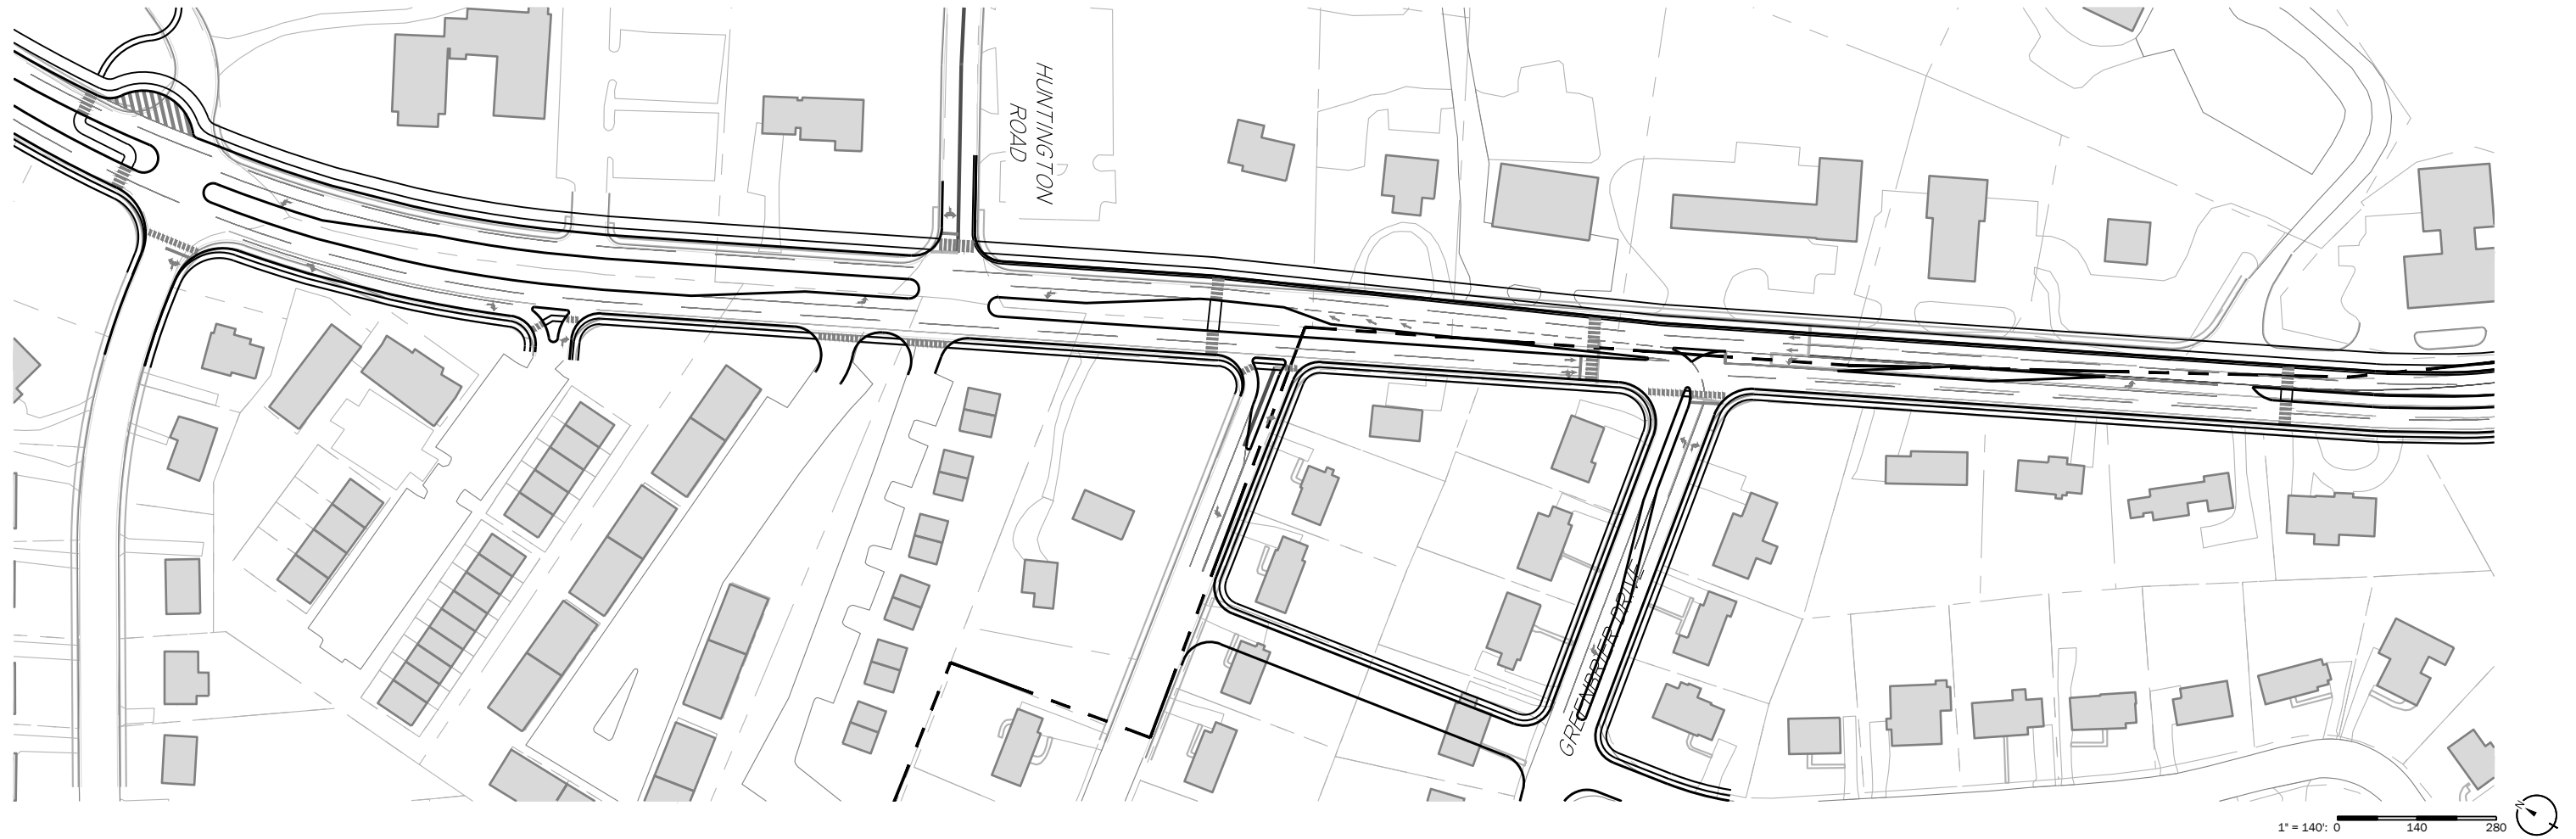 HUNTINGTON
ROAD
GREENBRIER DRIVE
1" = 140': 0 140 280
N